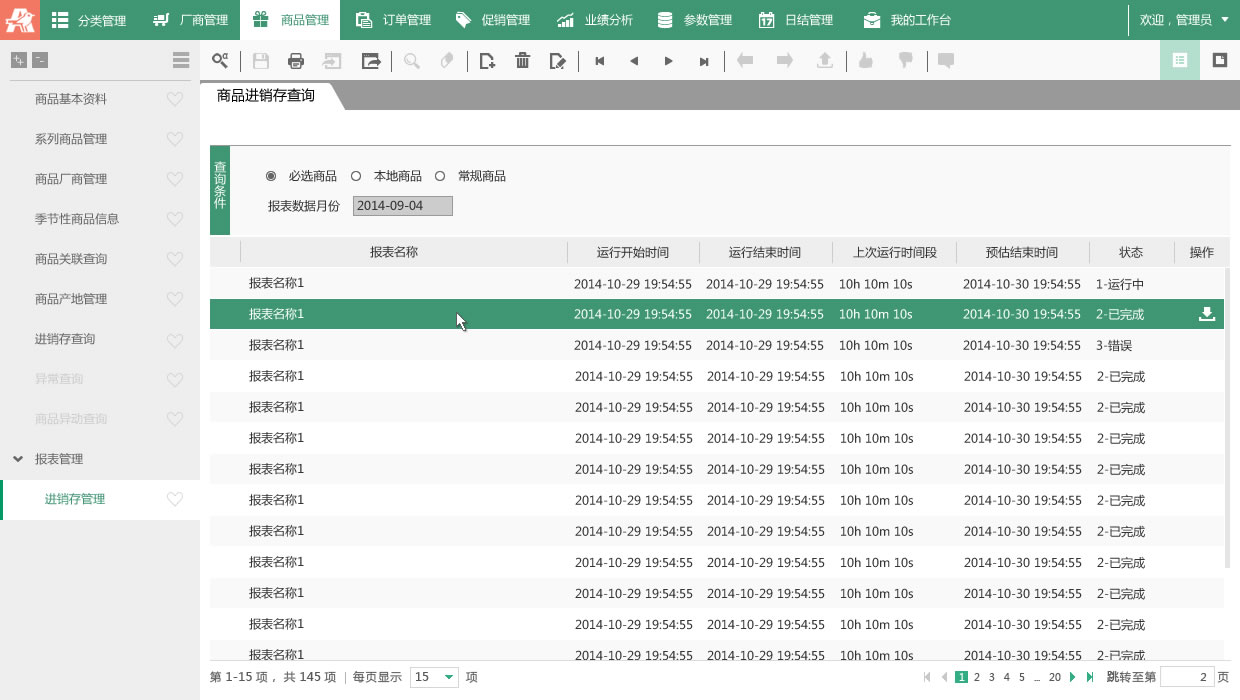 分类管理 厂商管理 商品管理 订单管理 促销管理 业绩分析 参数管理 日结管理 我的工作台 欢迎，管理员
商品基本资料
系列商品管理
商品厂商管理
季节性商品信息
商品关联查询
商品产地管理
进销存查询
异常查询
商品异动查询
报表管理
进销存管理
商品进销存查询
查询条件
必选商品 本地商品 常规商品
报表数据月份 2014-09-04
报表名称 运行开始时间 运行结束时间 上次运行时间段 预估结束时间 状态 操作
报表名称1 2014-10-29 19:54:55 2014-10-29 19:54:55 10h 10m 10s 2014-10-30 19:54:55 1-运行中
报表名称1 2014-10-29 19:54:55 2014-10-29 19:54:55 10h 10m 10s 2014-10-30 19:54:55 2-已完成
报表名称1 2014-10-29 19:54:55 2014-10-29 19:54:55 10h 10m 10s 2014-10-30 19:54:55 3-错误
报表名称1 2014-10-29 19:54:55 2014-10-29 19:54:55 10h 10m 10s 2014-10-30 19:54:55 2-已完成
报表名称1 2014-10-29 19:54:55 2014-10-29 19:54:55 10h 10m 10s 2014-10-30 19:54:55 2-已完成
报表名称1 2014-10-29 19:54:55 2014-10-29 19:54:55 10h 10m 10s 2014-10-30 19:54:55 2-已完成
报表名称1 2014-10-29 19:54:55 2014-10-29 19:54:55 10h 10m 10s 2014-10-30 19:54:55 2-已完成
报表名称1 2014-10-29 19:54:55 2014-10-29 19:54:55 10h 10m 10s 2014-10-30 19:54:55 2-已完成
报表名称1 2014-10-29 19:54:55 2014-10-29 19:54:55 10h 10m 10s 2014-10-30 19:54:55 2-已完成
报表名称1 2014-10-29 19:54:55 2014-10-29 19:54:55 10h 10m 10s 2014-10-30 19:54:55 2-已完成
报表名称1 2014-10-29 19:54:55 2014-10-29 19:54:55 10h 10m 10s 2014-10-30 19:54:55 2-已完成
报表名称1 2014-10-29 19:54:55 2014-10-29 19:54:55 10h 10m 10s 2014-10-30 19:54:55 2-已完成
报表名称1 2014-10-29 19:54:55 2014-10-29 19:54:55 10h 10m 10s 2014-10-30 19:54:55 2-已完成
第 1-15 项，共 145 项 | 每页显示 15 项 1 2 3 4 5 ... 20 跳转至第 2 页